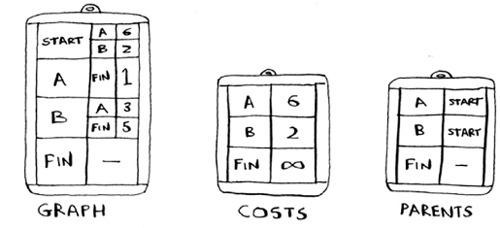 START A 6
B 2
A FIN 1
B A 3
FIN 5
FIN —
GRAPH
A 6
B 2
FIN ∞
COSTS
A START
B START
FIN —
PARENTS